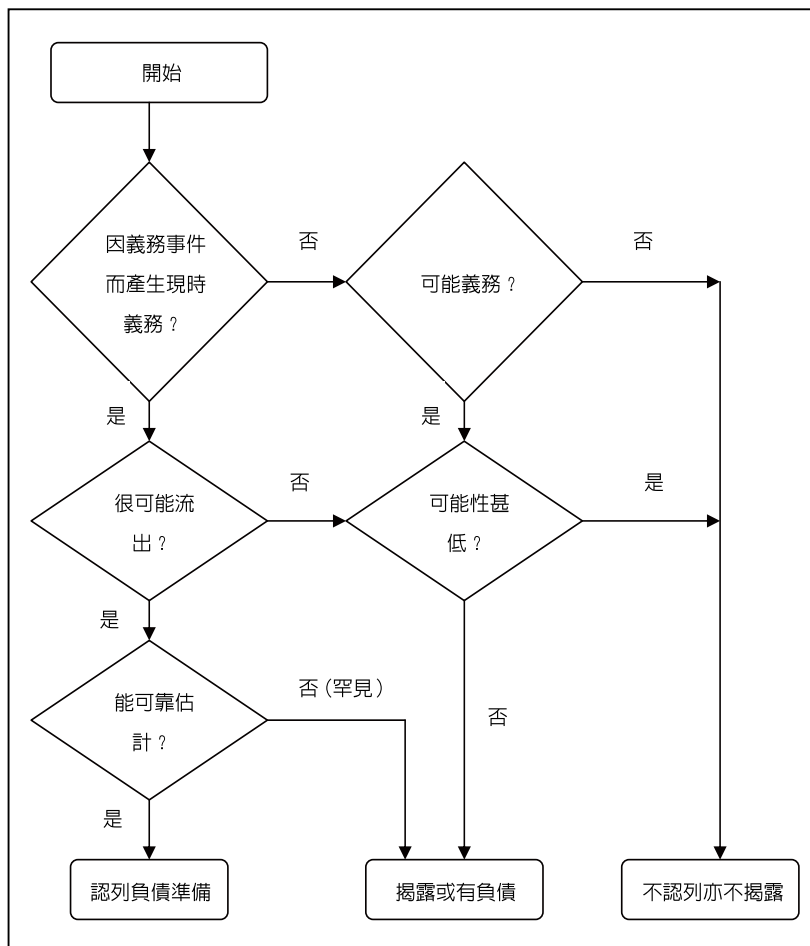 開始
因義務事件
而產生現時
義務？
否
可能義務？
否
是
是
很可能流
出？
否
可能性甚
低？
是
是
能可靠估
計？
否（罕見）
否
是
認列負債準備
揭露或有負債
不認列亦不揭露